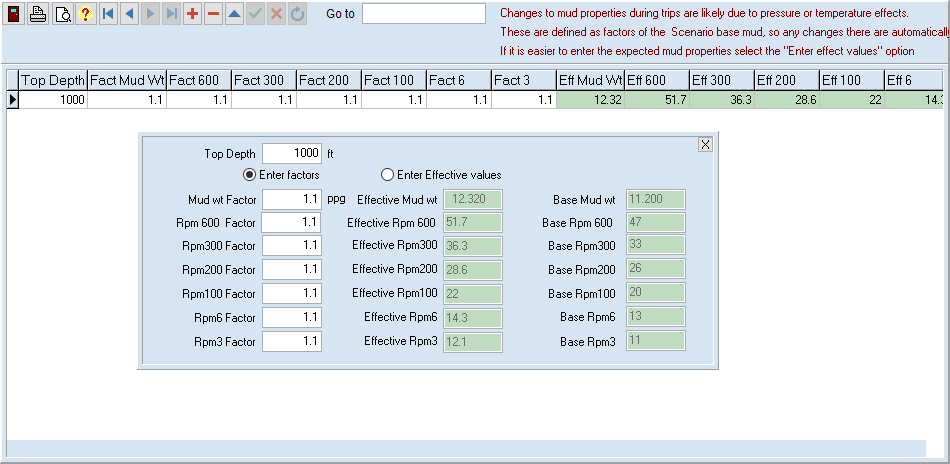 Go to
Changes to mud properties during trips are likely due to pressure or temperature effects.
These are defined as factors of the Scenario base mud, so any changes there are automatically
If it is easier to enter the expected mud properties select the "Enter effect values" option
Top Depth Fact Mud Wt Fact 600 Fact 300 Fact 200 Fact 100 Fact 6 Fact 3 Eff Mud Wt Eff 600 Eff 300 Eff 200 Eff 100 Eff 6
1000 1.1 1.1 1.1 1.1 1.1 1.1 1.1 12.32 51.7 36.3 28.6 22 14.3
X
Top Depth 1000 ft
Enter factors Enter Effective values
Mud wt Factor 1.1 ppg Effective Mud wt 12.320 Base Mud wt 11.200
Rpm 600 Factor 1.1 Effective Rpm 600 51.7 Base Rpm 600 47
Rpm300 Factor 1.1 Effective Rpm300 36.3 Base Rpm300 33
Rpm200 Factor 1.1 Effective Rpm200 28.6 Base Rpm200 26
Rpm100 Factor 1.1 Effective Rpm100 22 Base Rpm100 20
Rpm6 Factor 1.1 Effective Rpm6 14.3 Base Rpm6 13
Rpm3 Factor 1.1 Effective Rpm3 12.1 Base Rpm3 11